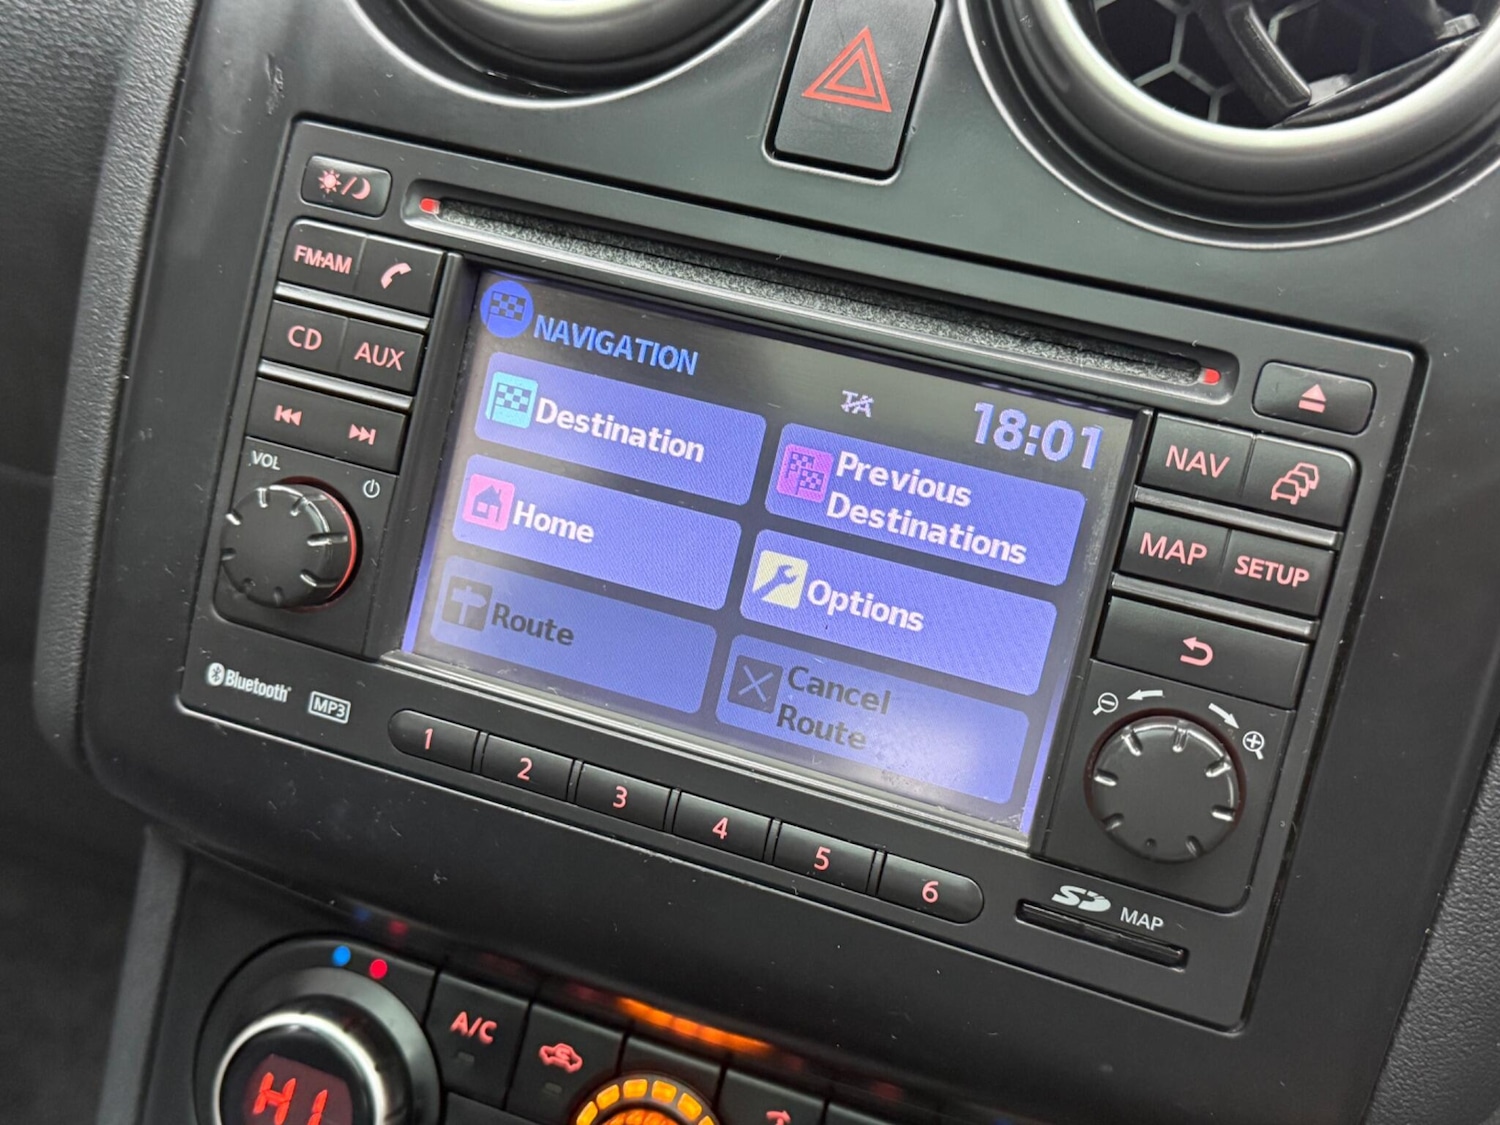 FM·AM
CD
AUX
VOL
NAVIGATION
TA
18:01
Destination
Previous
Destinations
Home
Options
Route
Cancel
Route
NAV
MAP
SETUP
Bluetooth
MP3
1
2
3
4
5
6
SD
MAP
A/C
HI